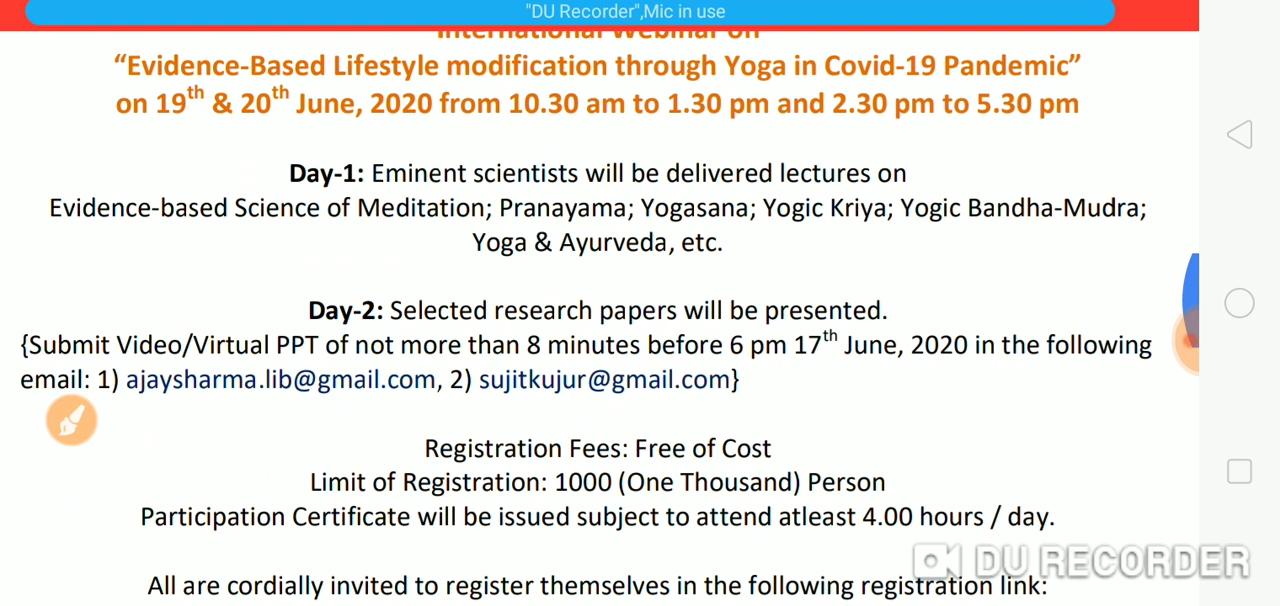 "DU Recorder",Mic in use
International Webinar on
“Evidence-Based Lifestyle modification through Yoga in Covid-19 Pandemic”
on 19th & 20th June, 2020 from 10.30 am to 1.30 pm and 2.30 pm to 5.30 pm
Day-1: Eminent scientists will be delivered lectures on
Evidence-based Science of Meditation; Pranayama; Yogasana; Yogic Kriya; Yogic Bandha-Mudra;
Yoga & Ayurveda, etc.
Day-2: Selected research papers will be presented.
{Submit Video/Virtual PPT of not more than 8 minutes before 6 pm 17th June, 2020 in the following
email: 1) ajaysharma.lib@gmail.com, 2) sujitkujur@gmail.com}
Registration Fees: Free of Cost
Limit of Registration: 1000 (One Thousand) Person
Participation Certificate will be issued subject to attend atleast 4.00 hours / day.
DU RECORDER
All are cordially invited to register themselves in the following registration link: